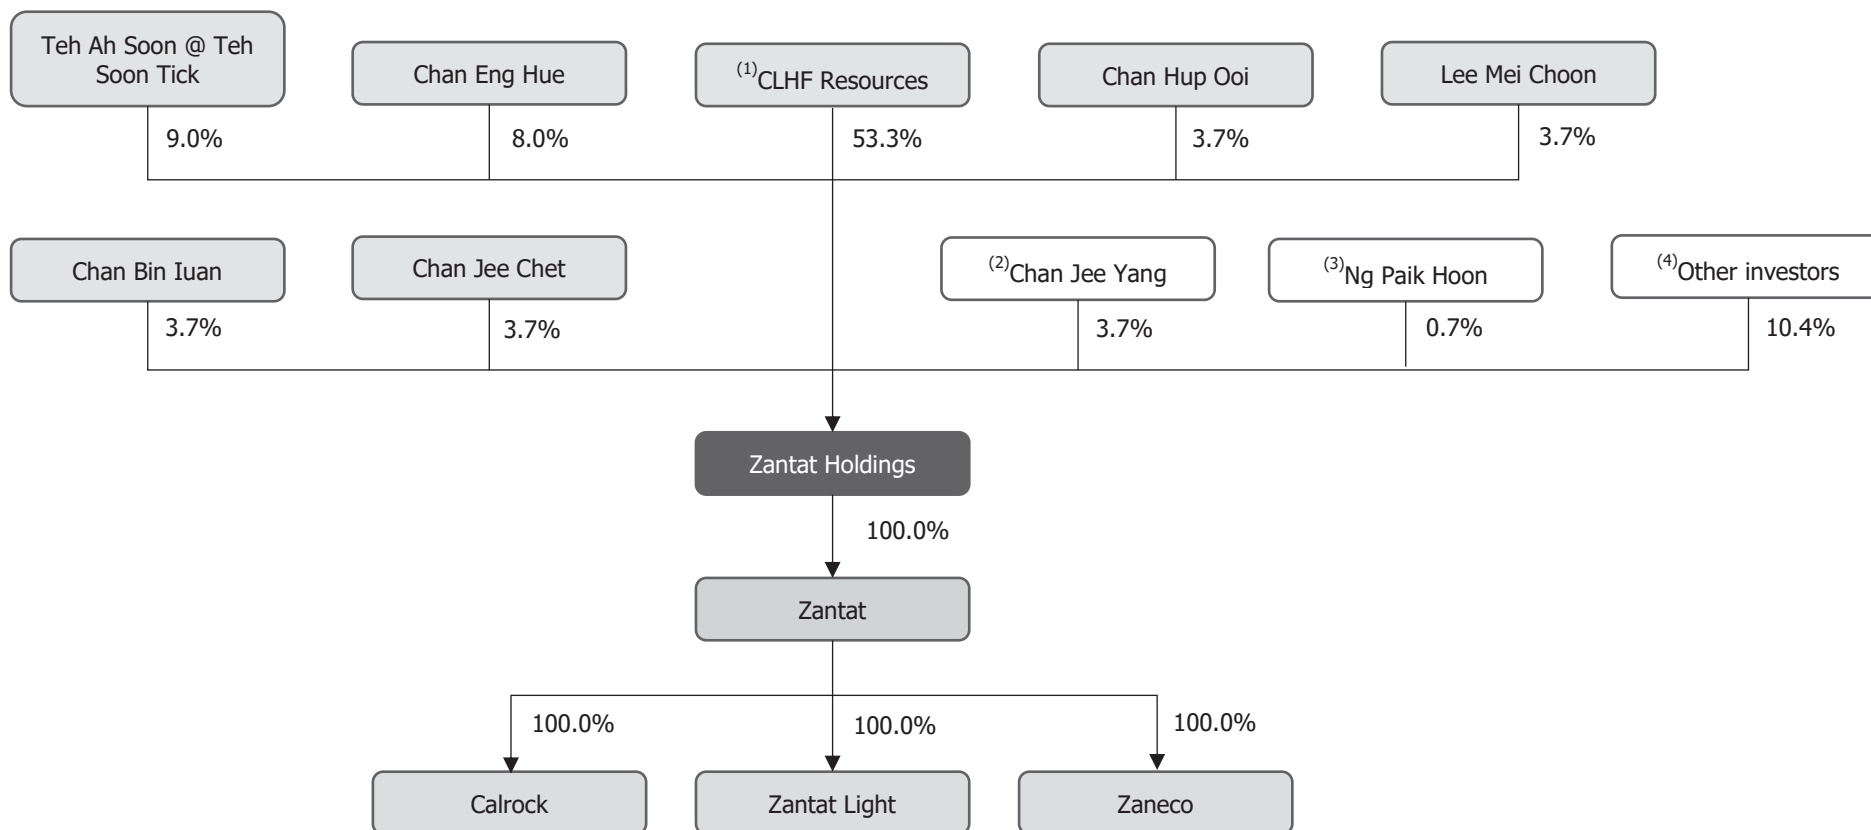 Teh Ah Soon @ Teh
Soon Tick
Chan Eng Hue
(1)CLHF Resources
Chan Hup Ooi
Lee Mei Choon
9.0%
8.0%
53.3%
3.7%
3.7%
Chan Bin Iuan
Chan Jee Chet
(2)Chan Jee Yang
(3)Ng Paik Hoon
(4)Other investors
3.7%
3.7%
3.7%
0.7%
10.4%
Zantat Holdings
100.0%
Zantat
100.0%
100.0%
100.0%
Calrock
Zantat Light
Zaneco